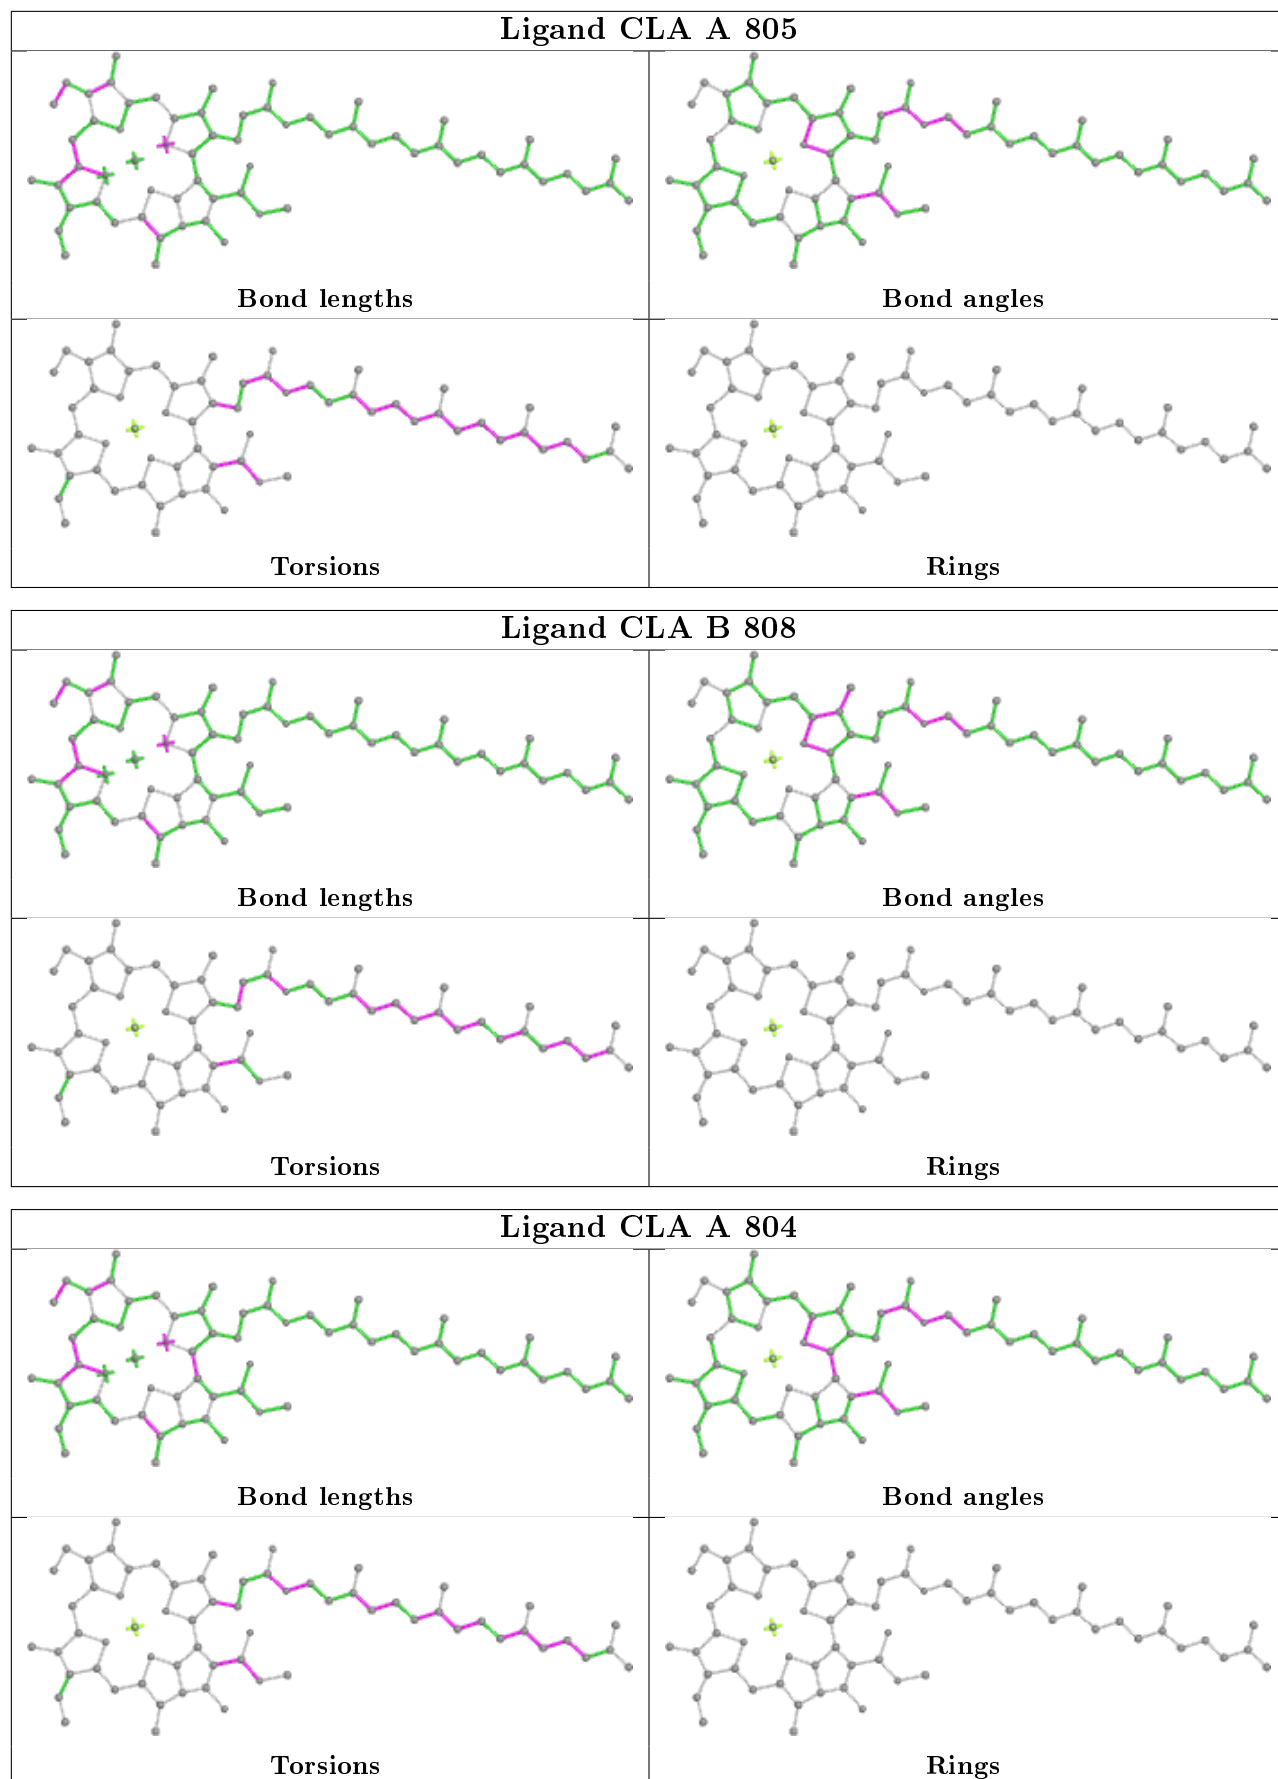 Ligand CLA A 805
Bond lengths
Bond angles
Torsions
Rings
Ligand CLA B 808
Bond lengths
Bond angles
Torsions
Rings
Ligand CLA A 804
Bond lengths
Bond angles
Torsions
Rings